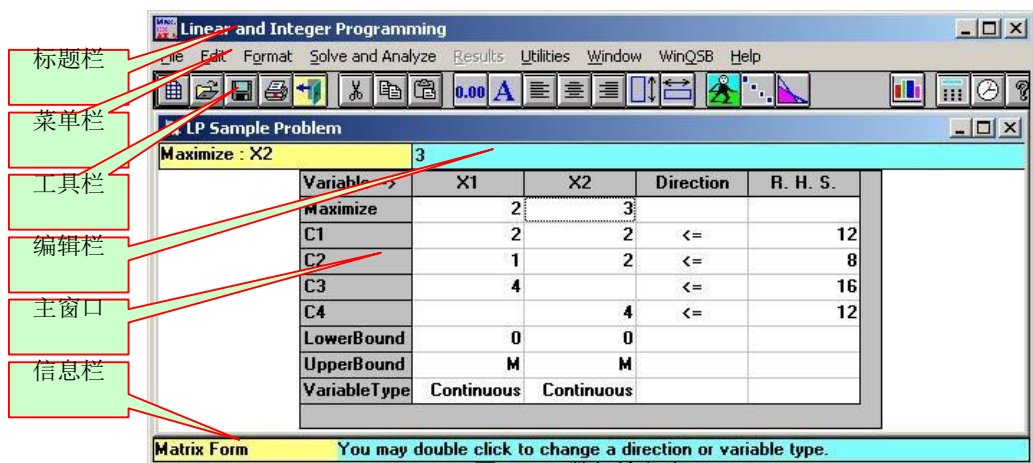 Linear and Integer Programming
File Edit Format Solve and Analyze Results Utilities Window WinQSB Help
0.00 A
LP Sample Problem
Maximize : X2 3
Variable --> X1 X2 Direction R. H. S.
Maximize 2 3
C1 2 2 <= 12
C2 1 2 <= 8
C3 4 <= 16
C4 4 <= 12
LowerBound 0 0
UpperBound M M
VariableType Continuous Continuous
Matrix Form You may double click to change a direction or variable type.
标题栏
菜单栏
工具栏
编辑栏
主窗口
信息栏